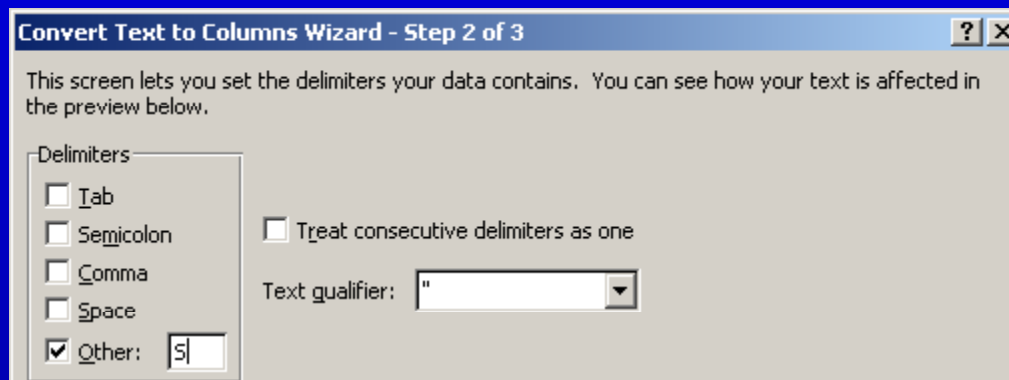 Convert Text to Columns Wizard - Step 2 of 3
This screen lets you set the delimiters your data contains.  You can see how your text is affected in
the preview below.
Delimiters
Tab
Semicolon
Treat consecutive delimiters as one
Comma
Text qualifier: "
Space
Other: S